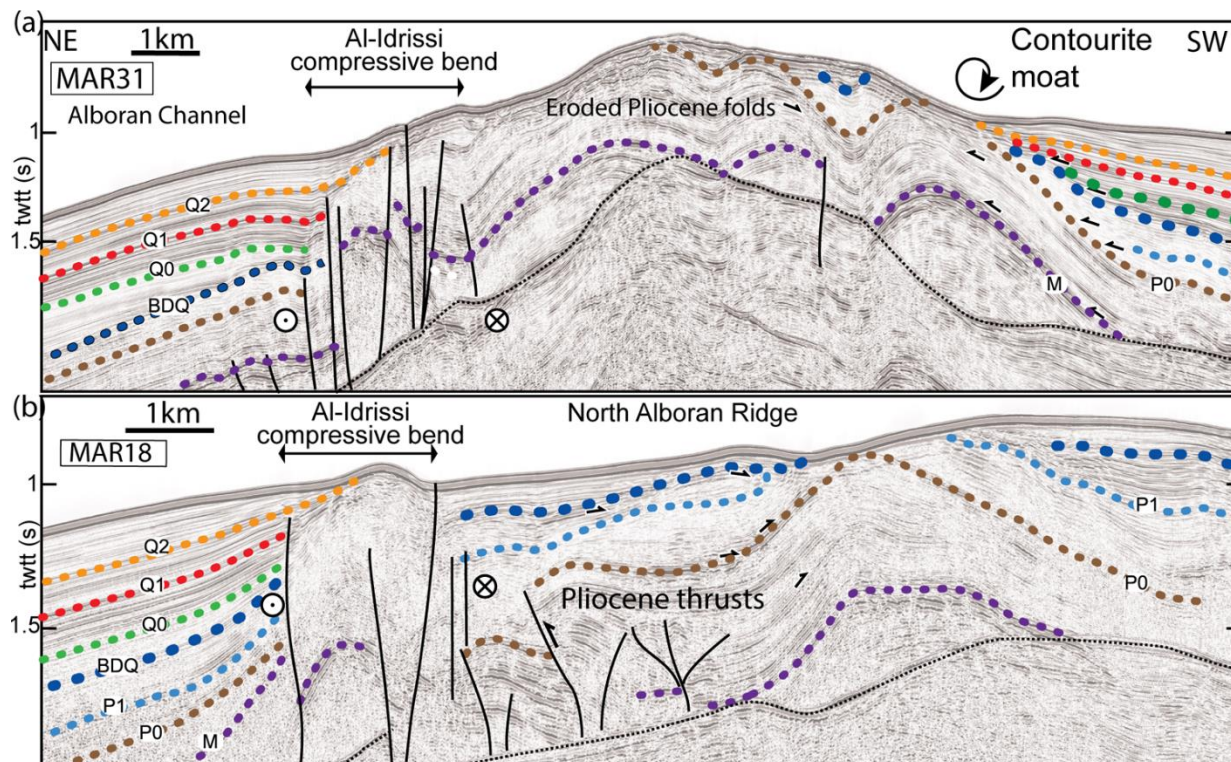 (a)
NE
1km
Al-Idrissi
compressive bend
Contourite
moat
SW
MAR31
Alboran Channel
Eroded Pliocene folds
1
twtt (s)
1.5
Q2
Q1
Q0
BDQ
M
P0
(b)
1km
Al-Idrissi
compressive bend
North Alboran Ridge
MAR18
1
twtt (s)
1.5
Q2
Q1
Q0
BDQ
P1
P0
M
Pliocene thrusts
P1
P0